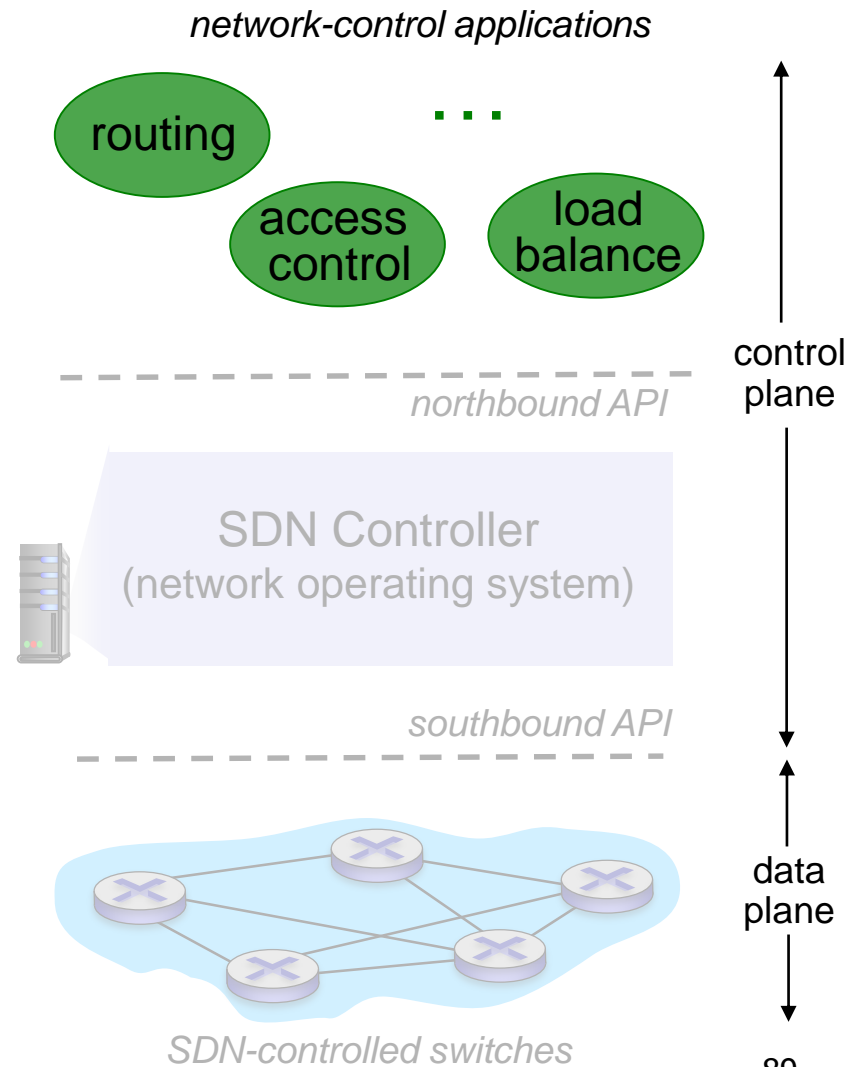 network-control applications
routing
. . .
access
control
load
balance
control
plane
northbound API
SDN Controller
(network operating system)
southbound API
data
plane
SDN-controlled switches